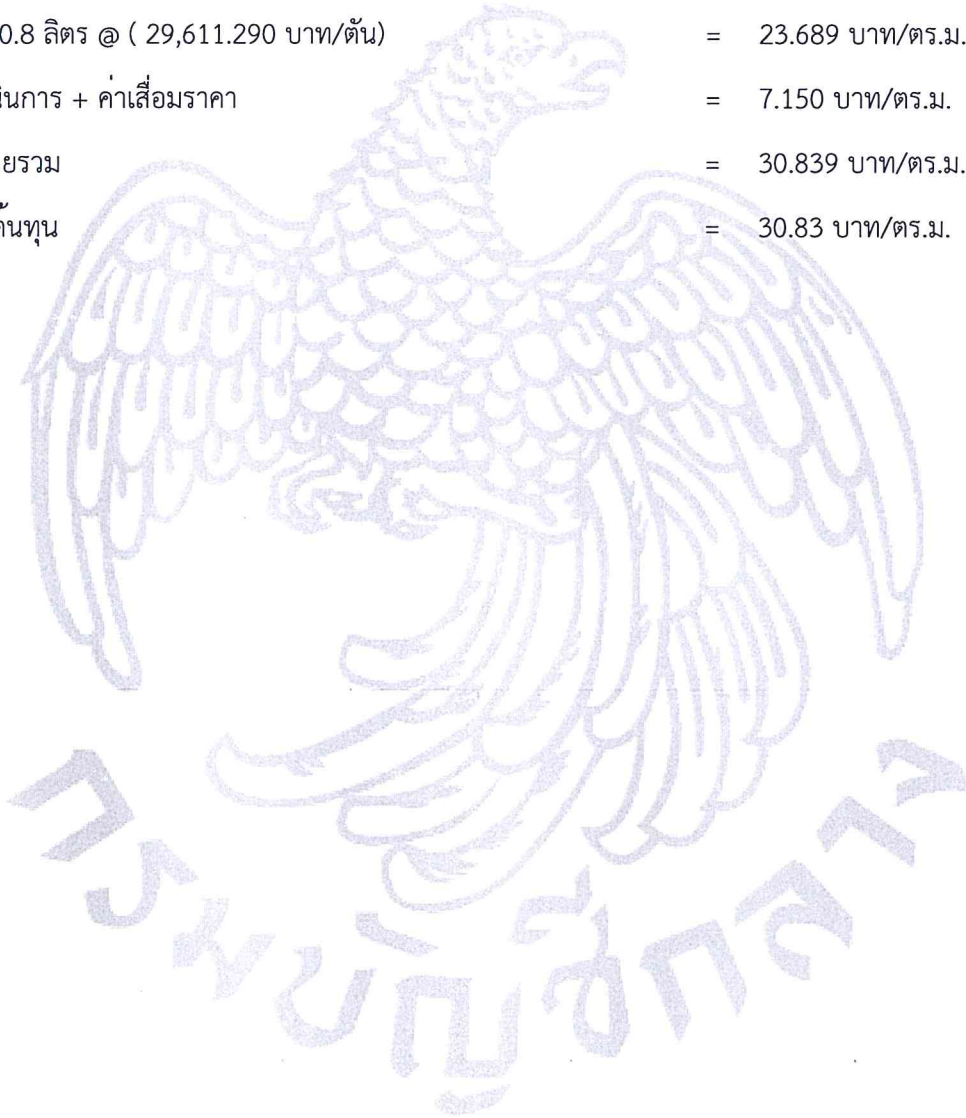 0.8 ลิตร @ ( 29,611.290 บาท/ตัน) = 23.689 บาท/ตร.ม.
นินการ + ค่าเสื่อมราคา = 7.150 บาท/ตร.ม.
ยรวม = 30.839 บาท/ตร.ม.
ต้นทุน = 30.83 บาท/ตร.ม.
กรมบัญชีกลาง